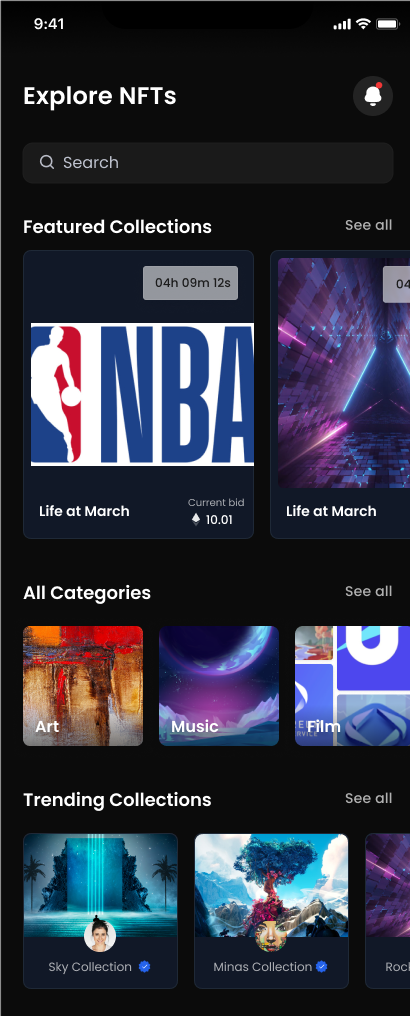 9:41
Explore NFTs
Search
Featured Collections
See all
04h 09m 12s
04
NBA
Current bid
Life at March
10.01
Life at March
All Categories
See all
Art
Music
Film
SERVICE
Trending Collections
See all
Sky Collection
Minas Collection
Rock